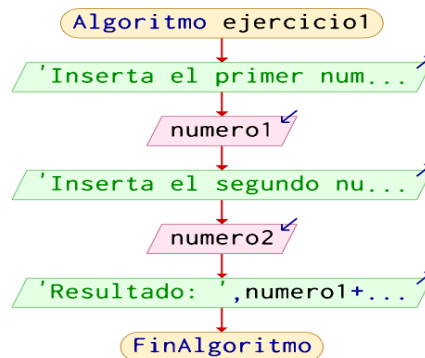 Algoritmo ejercicio1
'Inserta el primer num...
numero1
'Inserta el segundo nu...
numero2
'Resultado: ',numero1+...
FinAlgoritmo